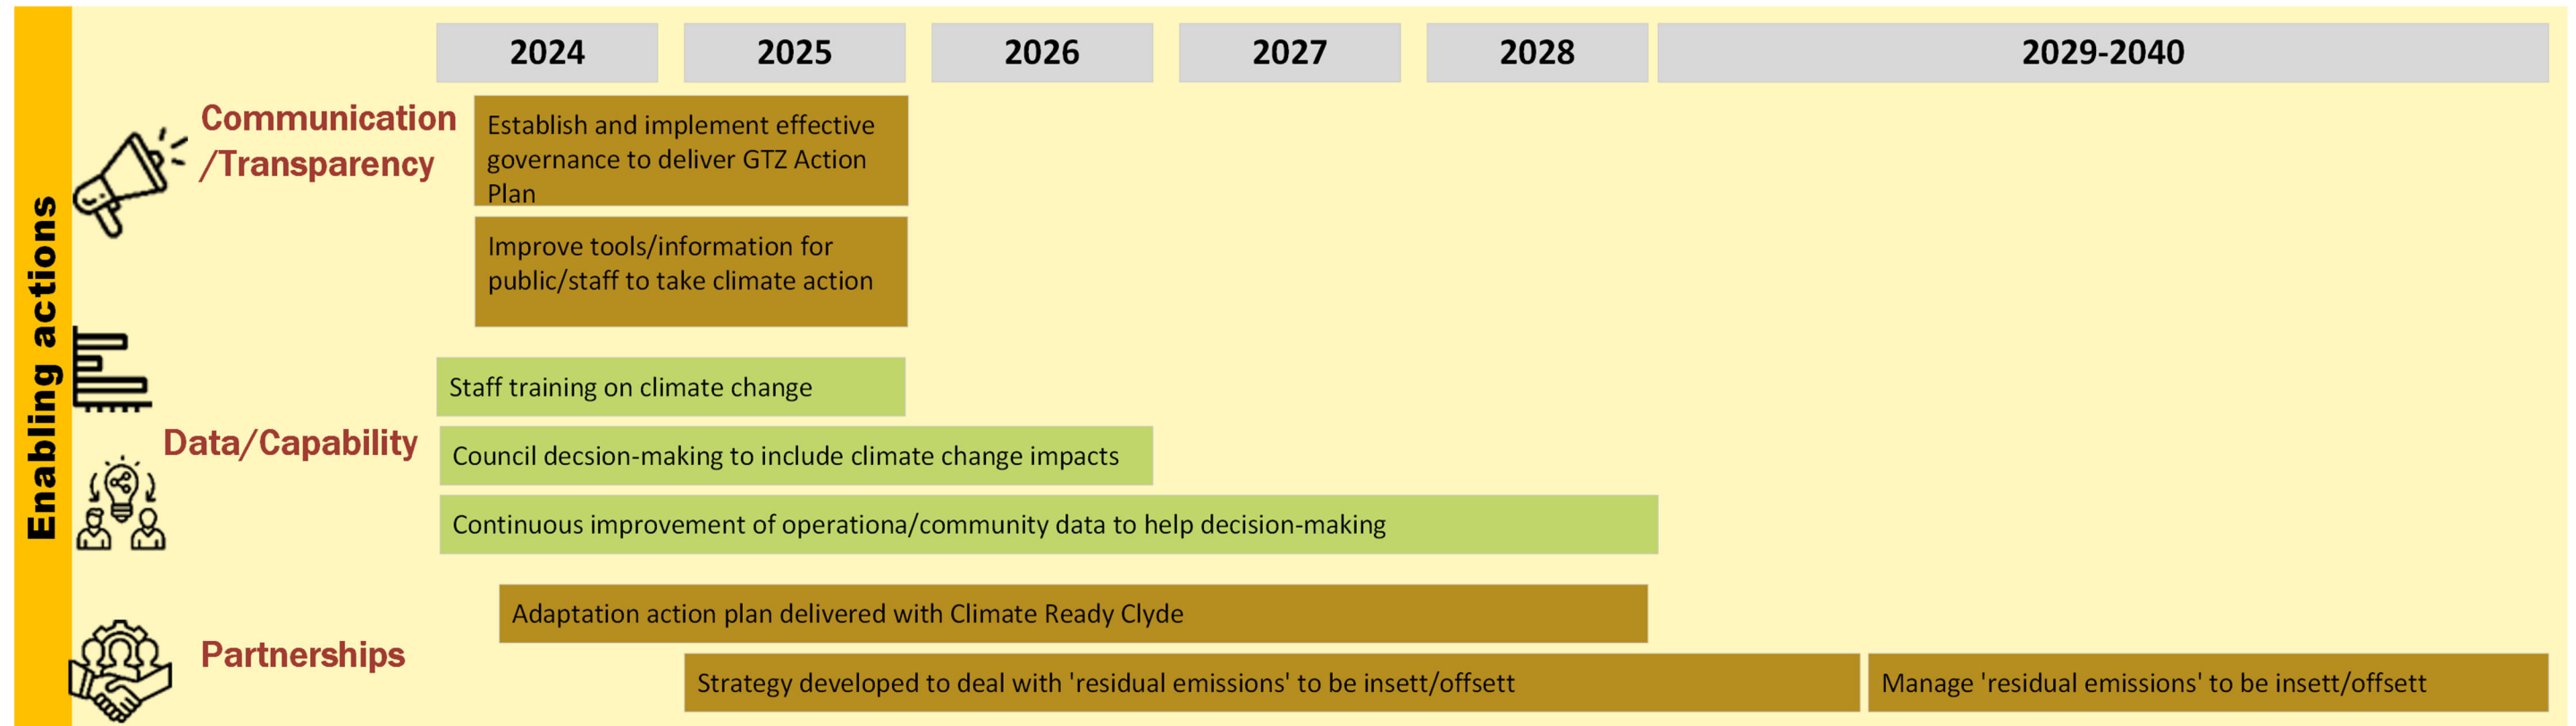 Enabling actions
2024
2025
2026
2027
2028
2029-2040
Communication
/Transparency
Establish and implement effective
governance to deliver GTZ Action
Plan
Improve tools/information for
public/staff to take climate action
Data/Capability
Staff training on climate change
Council decsion-making to include climate change impacts
Continuous improvement of operationa/community data to help decision-making
Partnerships
Adaptation action plan delivered with Climate Ready Clyde
Strategy developed to deal with 'residual emissions' to be insett/offsett
Manage 'residual emissions' to be insett/offsett